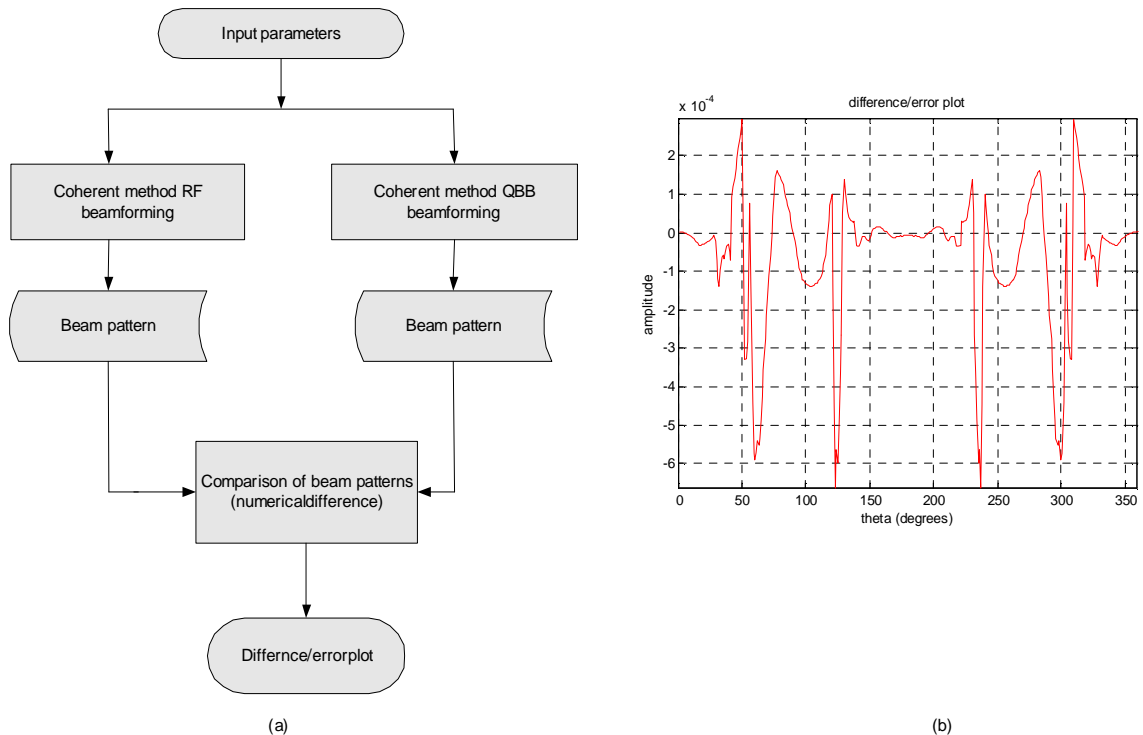 Input parameters
Coherent method RF
beamforming
Coherent method QBB
beamforming
Beam pattern
Beam pattern
Comparison of beam patterns
(numericaldifference)
Differnce/errorplot
(a)
x 10^-4
difference/error plot
2
1
0
-1
-2
-3
-4
-5
-6
amplitude
0 50 100 150 200 250 300 350
theta (degrees)
(b)